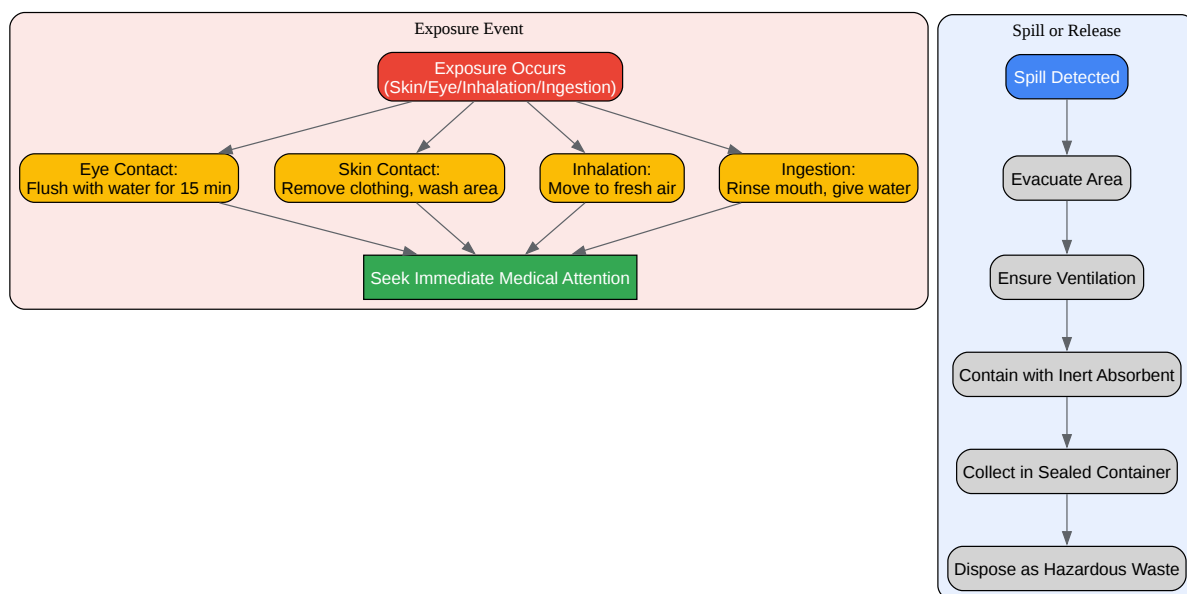 Exposure Event
Exposure Occurs
(Skin/Eye/Inhalation/Ingestion)
Eye Contact:
Flush with water for 15 min
Skin Contact:
Remove clothing, wash area
Inhalation:
Move to fresh air
Ingestion:
Rinse mouth, give water
Seek Immediate Medical Attention
Spill or Release
Spill Detected
Evacuate Area
Ensure Ventilation
Contain with Inert Absorbent
Collect in Sealed Container
Dispose as Hazardous Waste